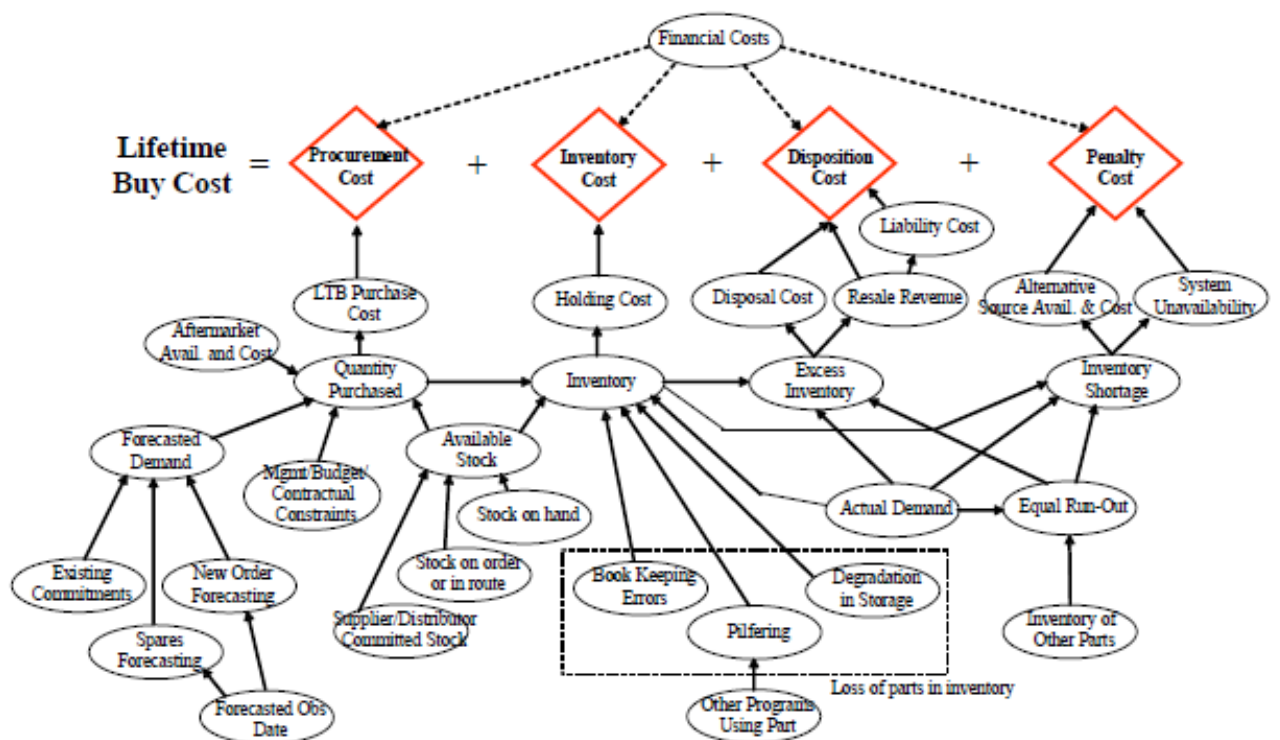 Financial Costs
Lifetime
Buy Cost
=
Procurement
Cost
+
Inventory
Cost
+
Disposition
Cost
+
Penalty
Cost
Liability Cost
LTB Purchase
Cost
Holding Cost
Disposal Cost
Resale Revenue
Alternative
Source Avail. & Cost
System
Unavailability
Aftermarket
Avail. and Cost
Quantity
Purchased
Inventory
Excess
Inventory
Inventory
Shortage
Forecasted
Demand
Mgmt/Budget/
Contractual
Constraints
Available
Stock
Stock on hand
Actual Demand
Equal Run-Out
Existing
Commitments
New Order
Forecasting
Stock on order
or in route
Book Keeping
Errors
Degradation
in Storage
Supplier/Distributor
Committed Stock
Pilfering
Inventory of
Other Parts
Spares
Forecasting
Loss of parts in inventory
Forecasted Obs
Date
Other Programs
Using Part